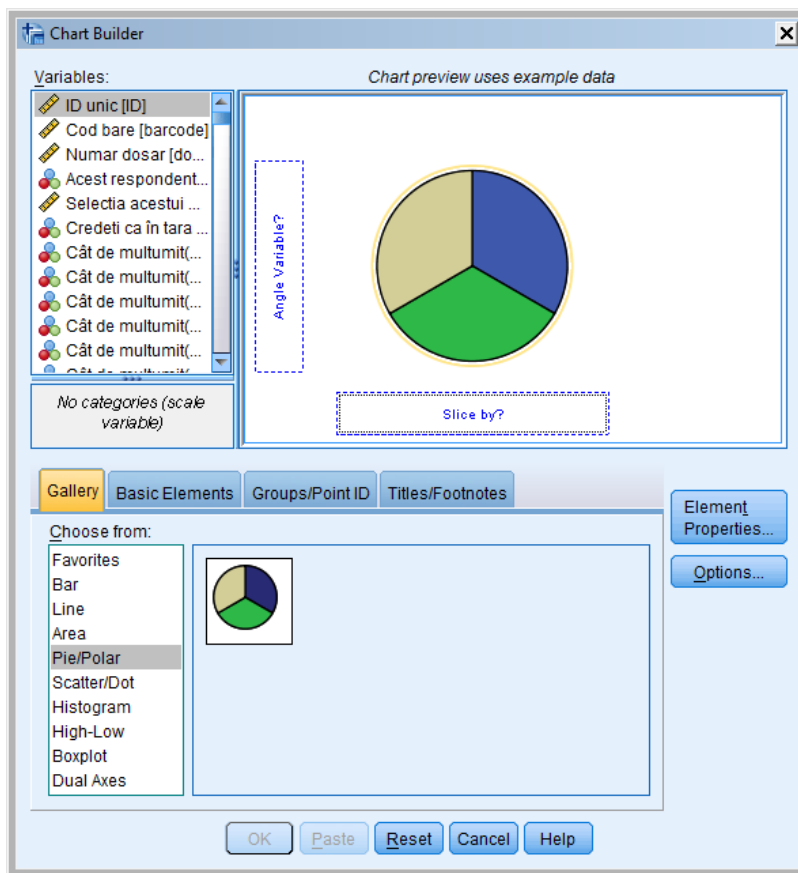 Chart Builder
Variables:
Chart preview uses example data
ID unic [ID]
Cod bare [barcode]
Numar dosar [do...
Acest respondent...
Selectia acestui ...
Credeti ca în tara ...
Cât de multumit(...
Cât de multumit(...
Cât de multumit(...
Cât de multumit(...
Cât de multumit(...
Cât de multumit(
No categories (scale
variable)
Angle Variable?
Slice by?
Gallery
Basic Elements
Groups/Point ID
Titles/Footnotes
Choose from:
Favorites
Bar
Line
Area
Pie/Polar
Scatter/Dot
Histogram
High-Low
Boxplot
Dual Axes
Element
Properties...
Options...
OK
Paste
Reset
Cancel
Help